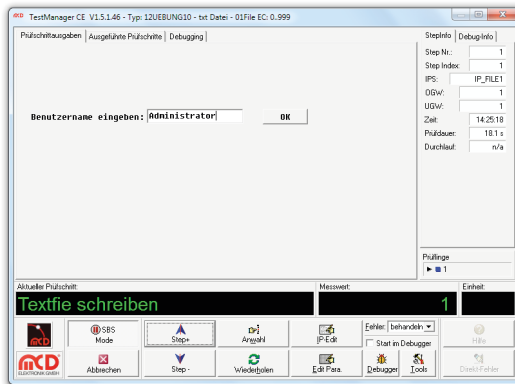 TestManager CE V1.5.1.46 - Typ: 12UEBUNG10 - txt Datei - 01File EC: 0.999
Prüfschrittausgaben Ausgeführte Prüfschritte Debugging
StepInfo Debug-Info
Step Nr.: 1
Step Index: 1
IPS: IP_FILE1
OGW: 1
UGW: 1
Zeit: 14:25:18
Prüfdauer: 18.1 s
Durchlauf: n/a
Benutzername eingeben: Administrator OK
Prüflinge
1
Aktueller Prüfschritt: Messwert: Einheit:
Textfie schreiben 1
SBS Mode
Step+
Anwahl
IP-Edit
Fehler: behandeln
Start im Debugger
Hilfe
MCD
ELEKTRONIK GMBH
Abbrechen
Step -
Wiederholen
Edit Para.
Debugger
Tools
Direkt-Fehler